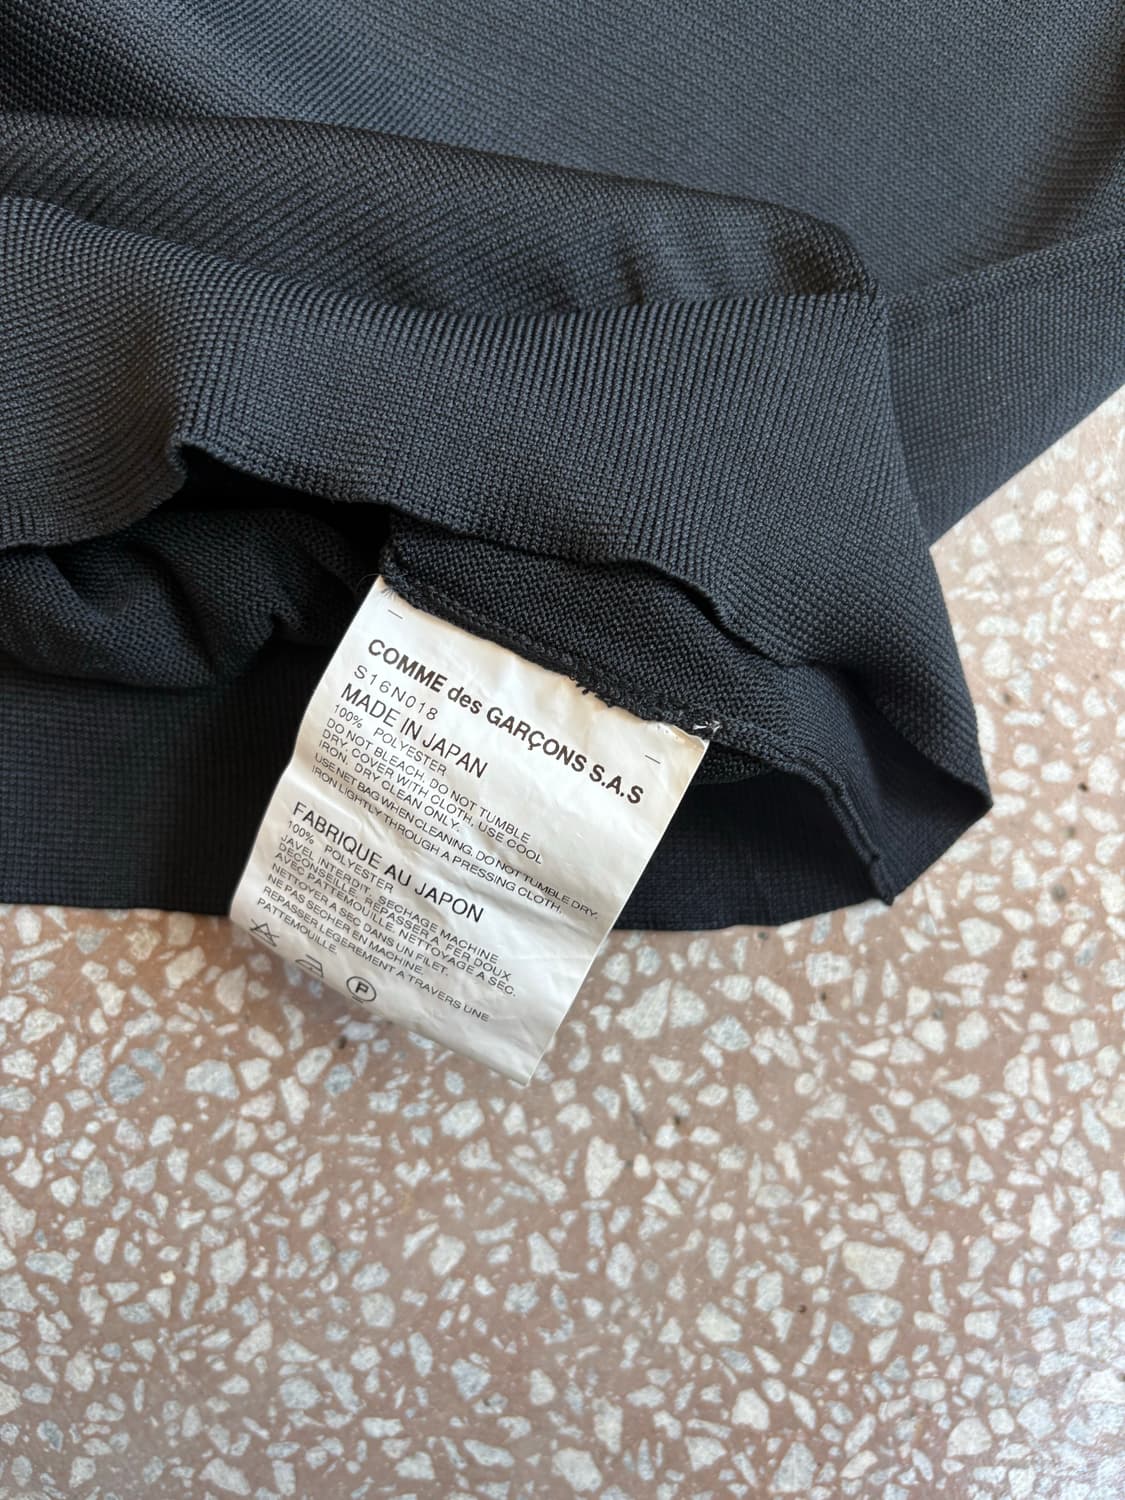 COMME des GARÇONS S.A.S
S16N018
MADE IN JAPAN
100% POLYESTER
DO NOT BLEACH. DO NOT TUMBLE
DRY. COVER WITH CLOTH. USE COOL
IRON. DRY CLEAN ONLY.
USE NET BAG WHEN CLEANING. DO NOT TUMBLE DRY.
IRON LIGHTLY THROUGH A PRESSING CLOTH.
FABRIQUE AU JAPON
100% POLYESTER
JAVEL INTERDIT, SECHAGE MACHINE
DECONSEILLE, REPASSER A FER DOUX
AVEC PATTEMOUILLE. NETTOYAGE A SEC.
NETTOYER A SEC DANS UN FILET.
NE PAS SECHER EN MACHINE.
REPASSER LEGEREMENT A TRAVERS UNE
PATTEMOUILLE.
P